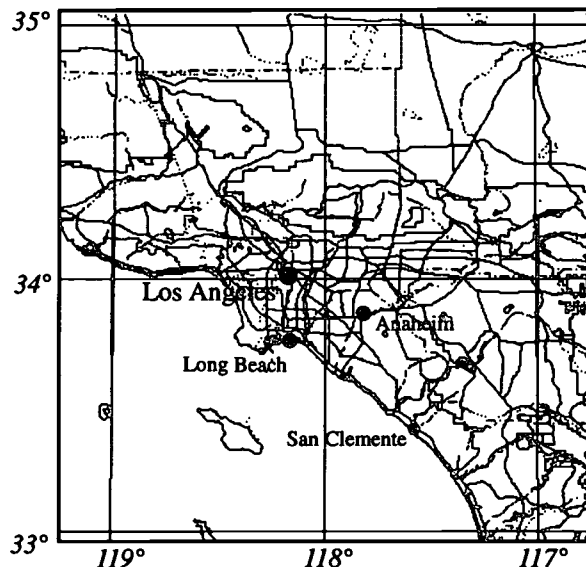 35°
34°
Los Angeles
Anaheim
Long Beach
San Clemente
33°
119°
118°
117°